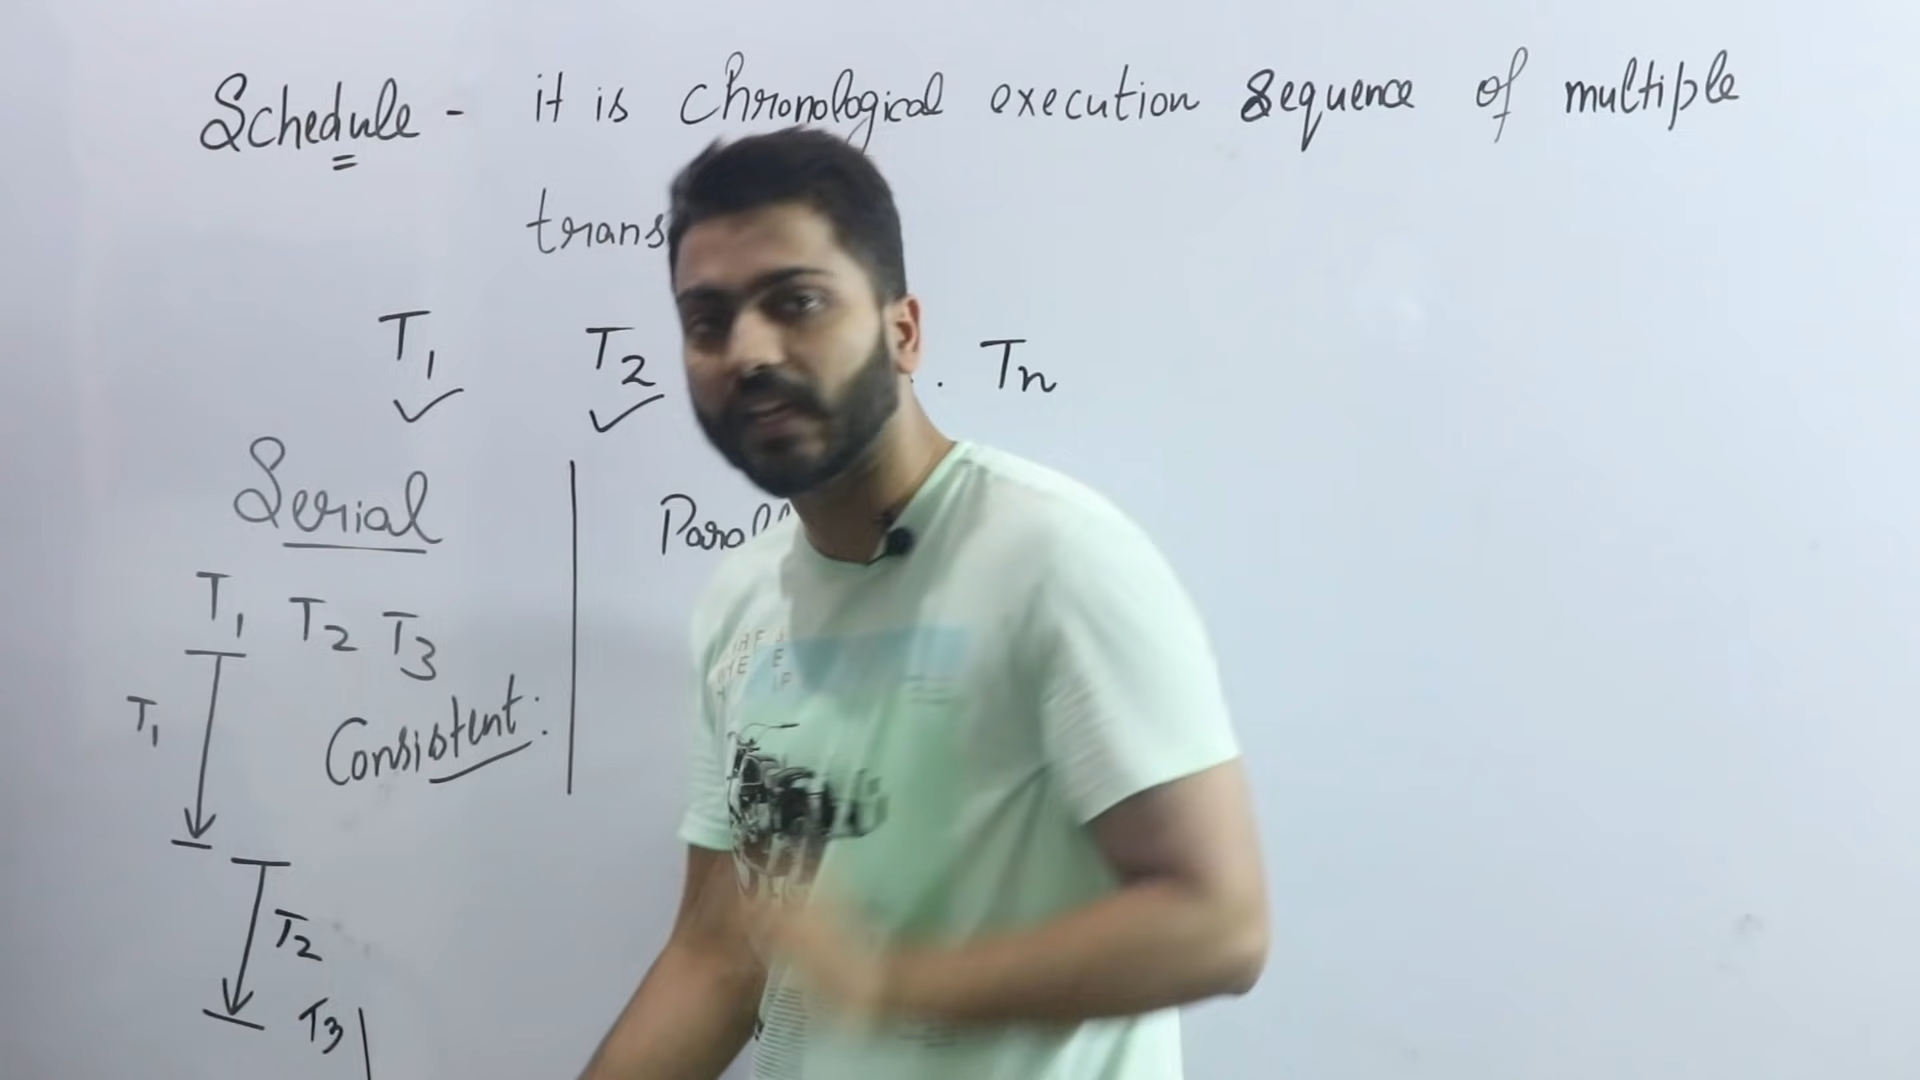 Schedule - it is Chronological execution Sequence of multiple
T1 T2 . Tn
Serial
T1 T2 T3
T1
Consistent:
T2
T3